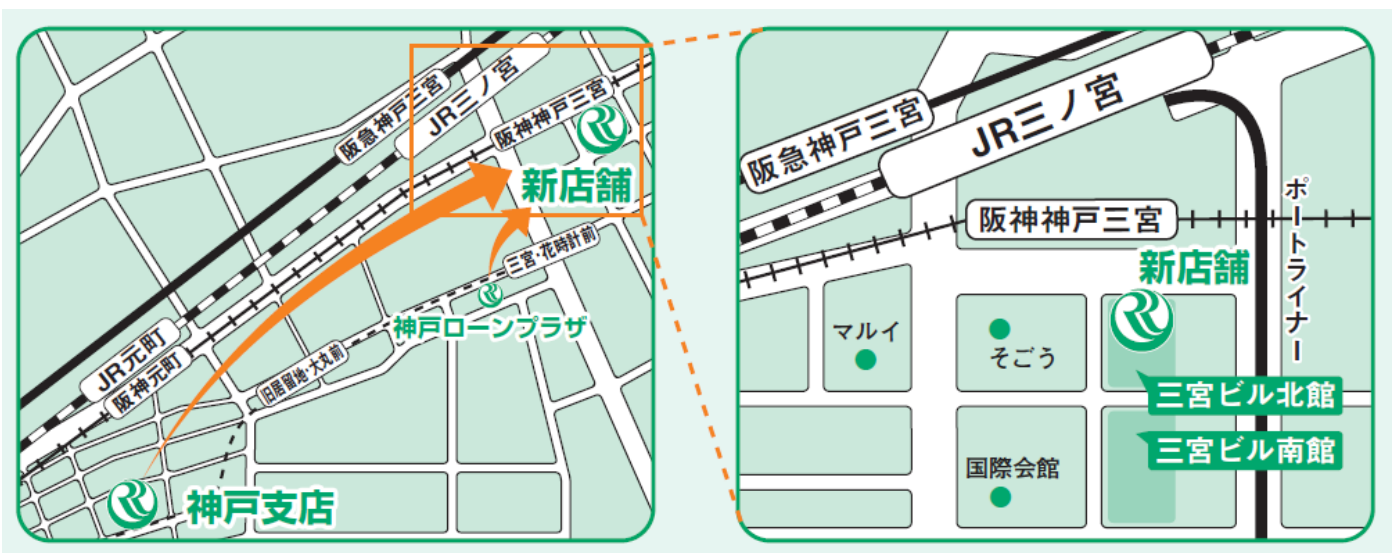 阪急神戸三宮
JR三ノ宮
阪神神戸三宮
新店舗
三宮・花時計前
神戸ローンプラザ
JR元町
阪神元町
旧居留地・大丸前
神戸支店
阪急神戸三宮
JR三ノ宮
阪神神戸三宮
ポートライナー
新店舗
マルイ
そごう
三宮ビル北館
三宮ビル南館
国際会館